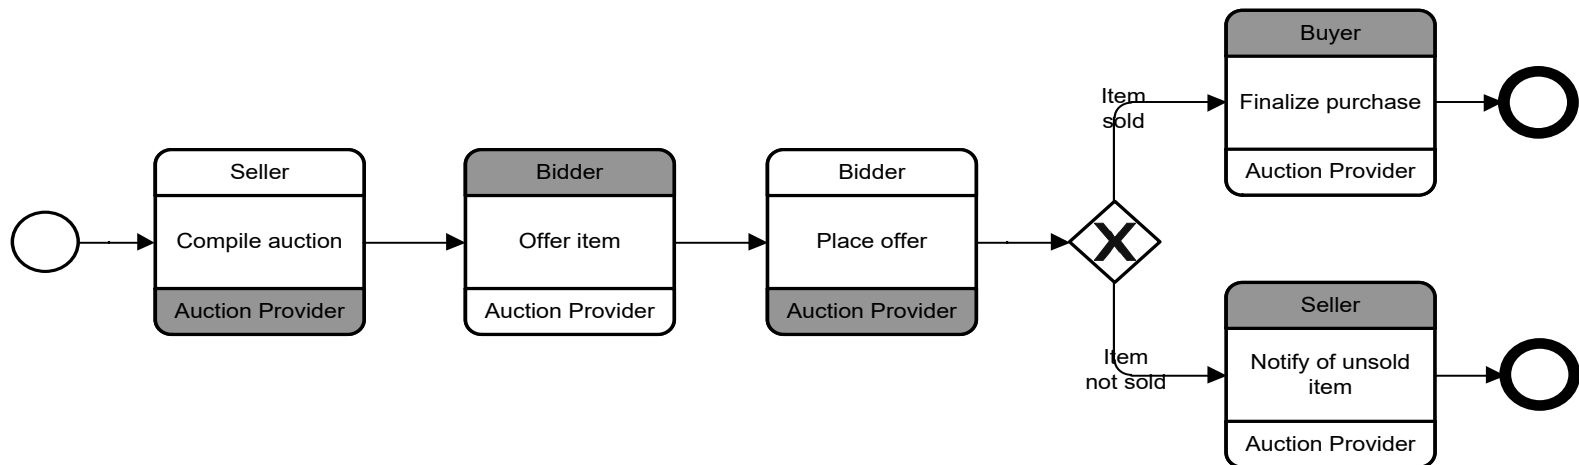 Seller
Compile auction
Auction Provider
Bidder
Offer item
Auction Provider
Bidder
Place offer
Auction Provider
X
Item
sold
Buyer
Finalize purchase
Auction Provider
Item
not sold
Seller
Notify of unsold
item
Auction Provider